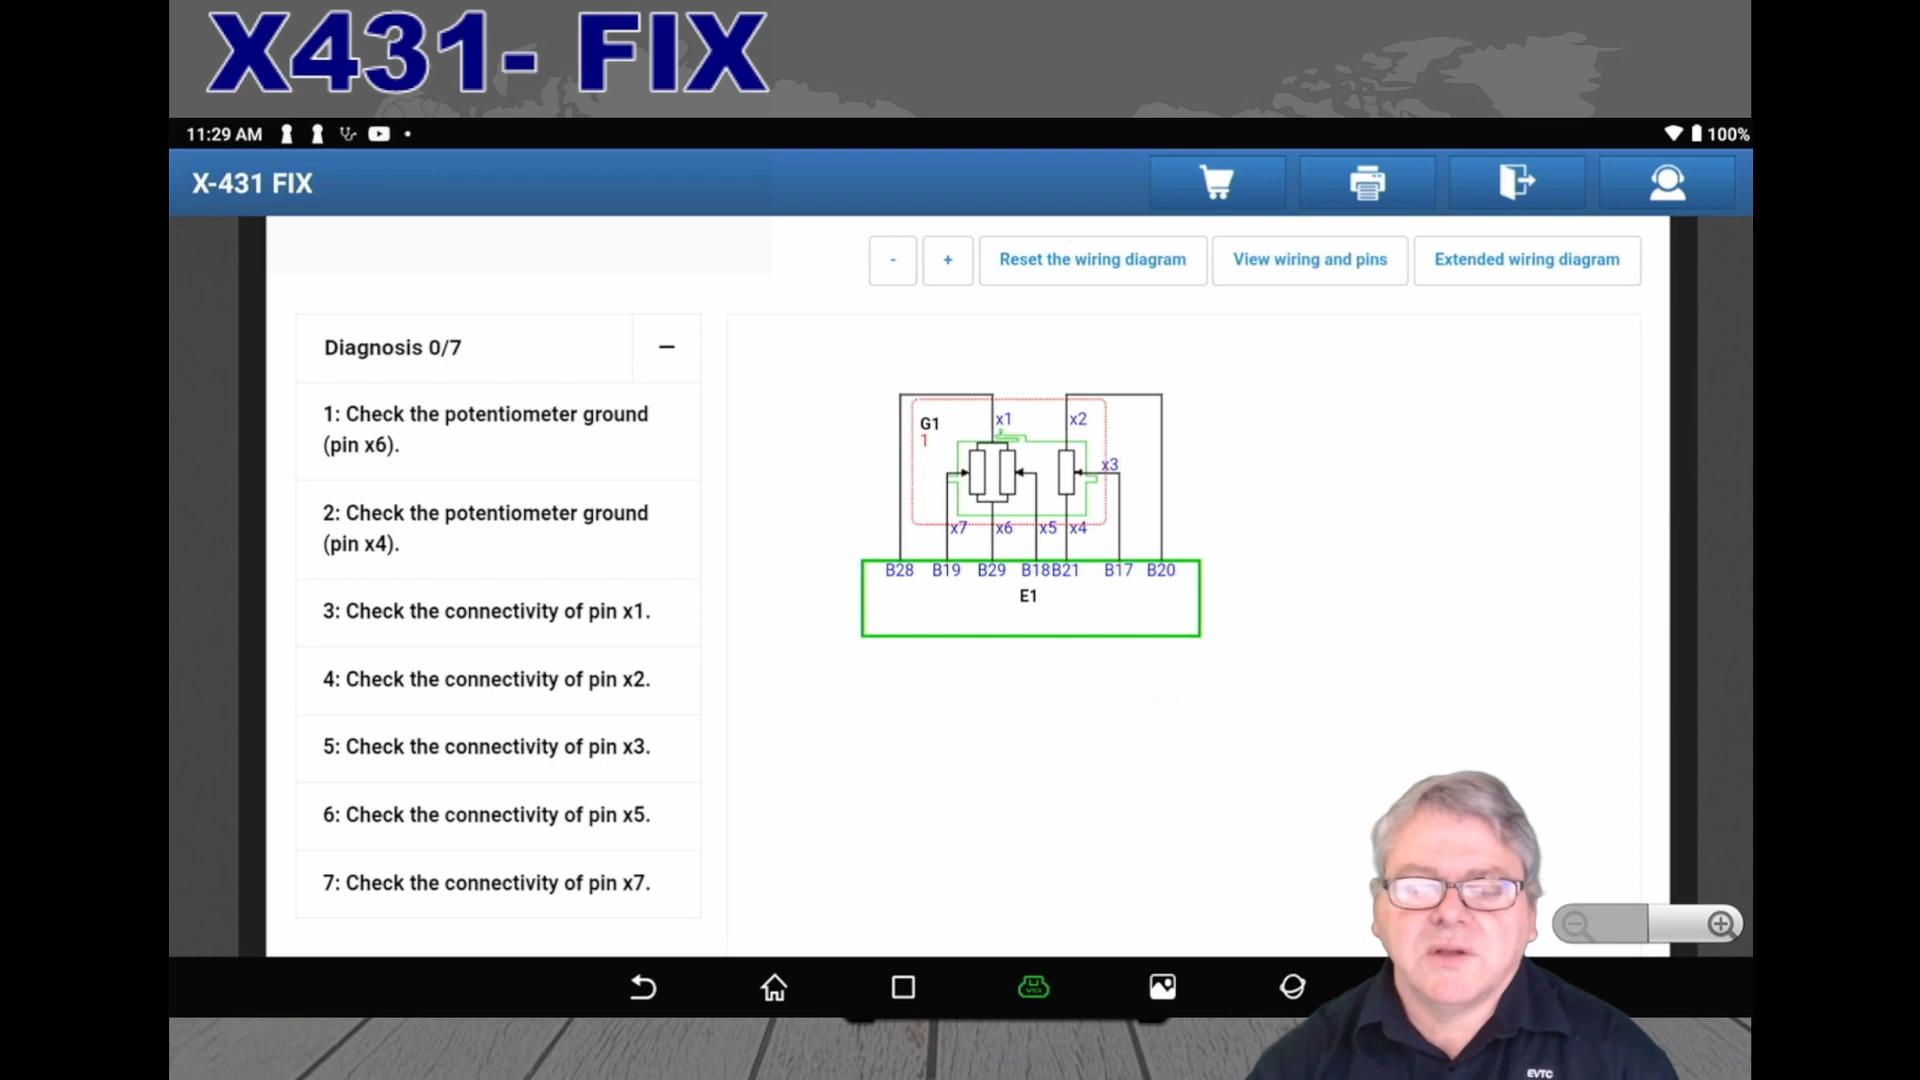 X431- FIX
11:29 AM
100%
X-431 FIX
-
+
Reset the wiring diagram
View wiring and pins
Extended wiring diagram
Diagnosis 0/7
1: Check the potentiometer ground
(pin x6).
2: Check the potentiometer ground
(pin x4).
3: Check the connectivity of pin x1.
4: Check the connectivity of pin x2.
5: Check the connectivity of pin x3.
6: Check the connectivity of pin x5.
7: Check the connectivity of pin x7.
G1
1
x1
x2
x3
x7
x6
x5
x4
B28 B19 B29 B18 B21 B17 B20
E1
VCI
EVTC